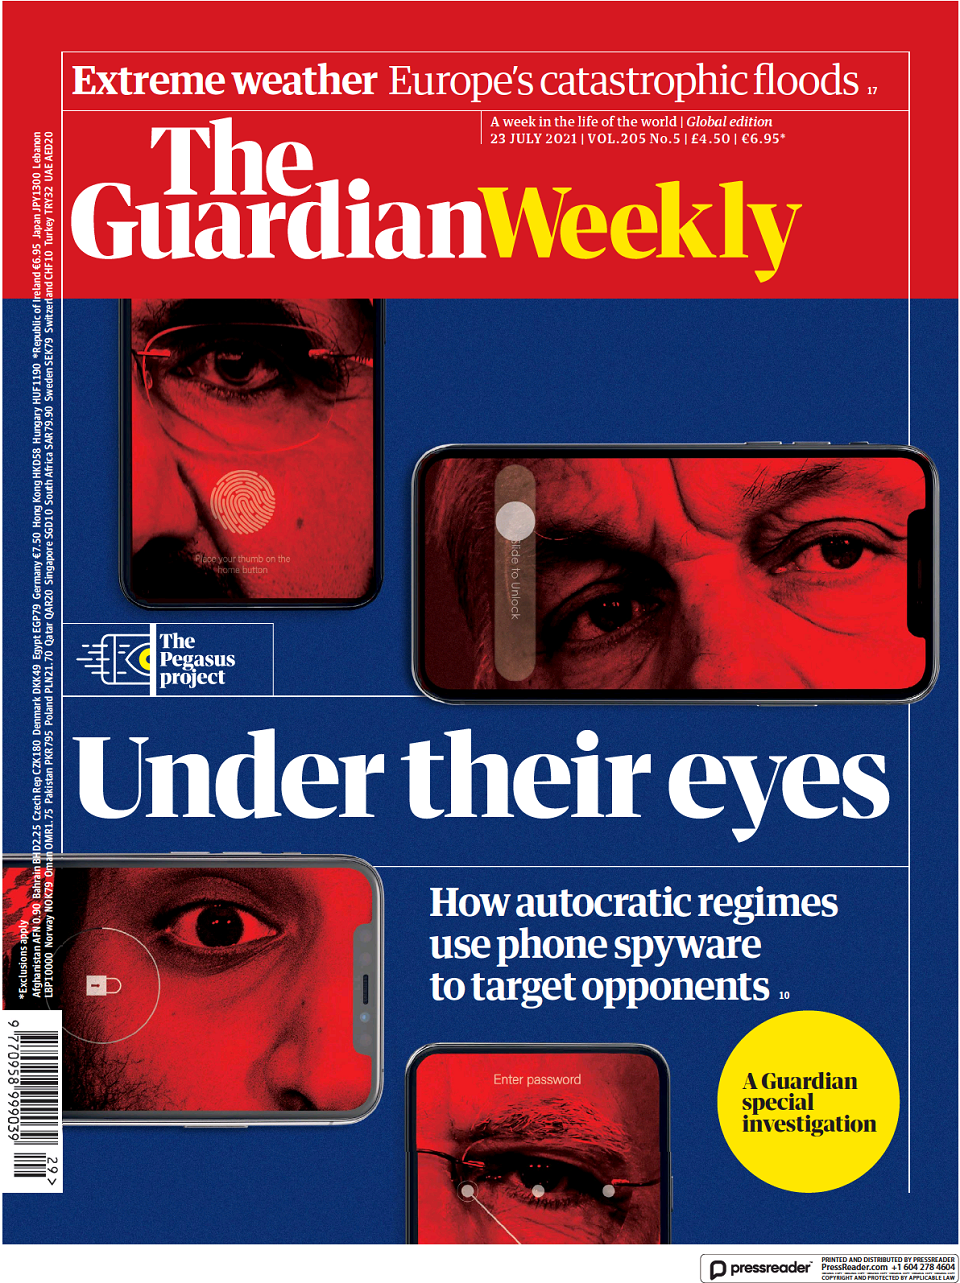 Extreme weather Europe's catastrophic floods 17
A week in the life of the world | Global edition
23 JULY 2021 | VOL.205 No.5 | £4.50 | €6.95*
The
GuardianWeekly
Place your thumb on the
home button
Slide to Unlock
The
Pegasus
project
Under their eyes
How autocratic regimes
use phone spyware
to target opponents 10
Enter password
A Guardian
special
investigation
*Exclusions apply
Afghanistan AFN 0.90 Bahrain BHD2.25 Czech Rep CZK180 Denmark DKK49 Egypt EGP79 Germany €7.50 Hong Kong HKD58 Hungary HUF1190 *Republic of Ireland €6.95 Japan JPY1300 Lebanon
LBP10000 Norway NOK79 Oman OMR1.75 Pakistan PKR795 Poland PLN21.70 Qatar QAR20 Singapore SGD10 South Africa SAR79.90 Sweden SEK79 Switzerland CHF10 Turkey TRY32 UAE AED20
9 770958 999039
29>
pressreader
PRINTED AND DISTRIBUTED BY PRESSREADER
PressReader.com +1 604 278 4604
COPYRIGHT AND PROTECTED BY APPLICABLE LAW